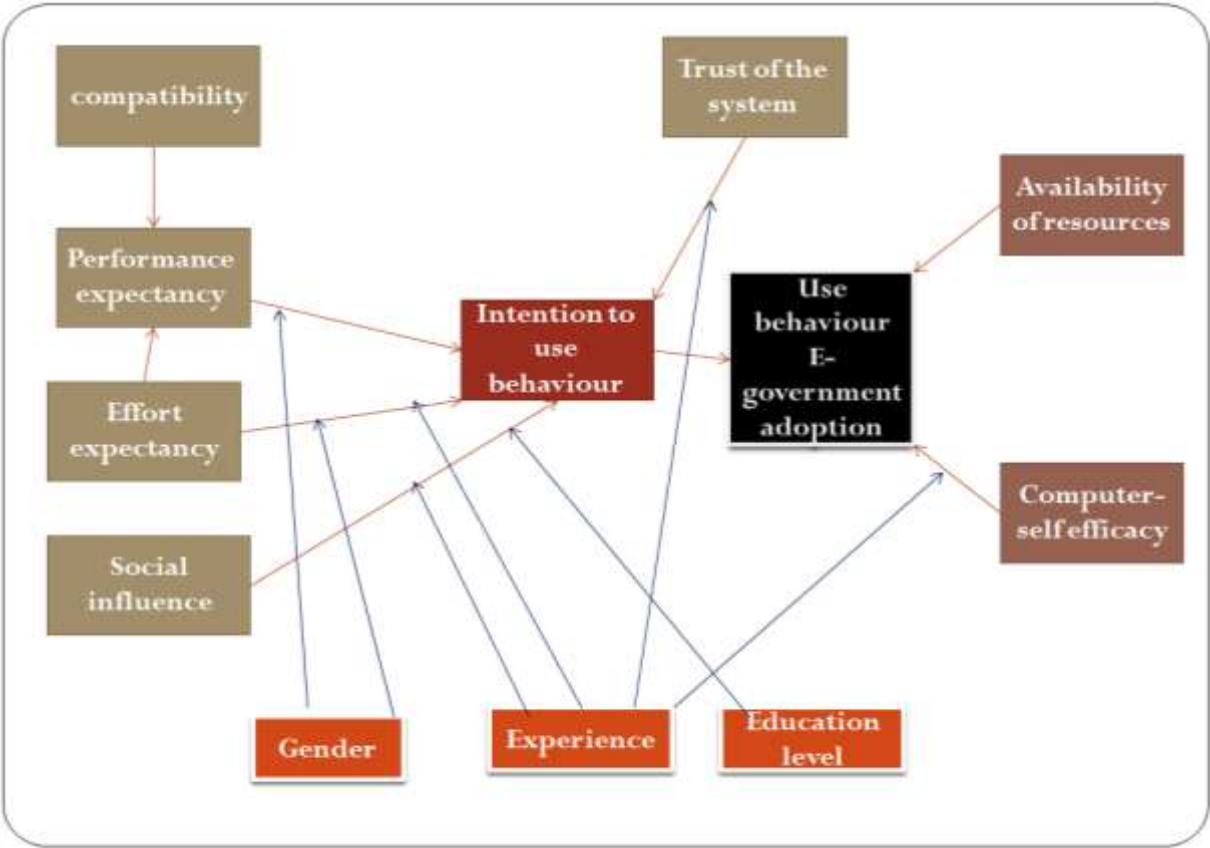 compatibility
Trust of the
system
Availability
of resources
Performance
expectancy
Intention to
use
behaviour
Use
behaviour
E-
government
adoption
Effort
expectancy
Computer-
self efficacy
Social
influence
Gender
Experience
Education
level